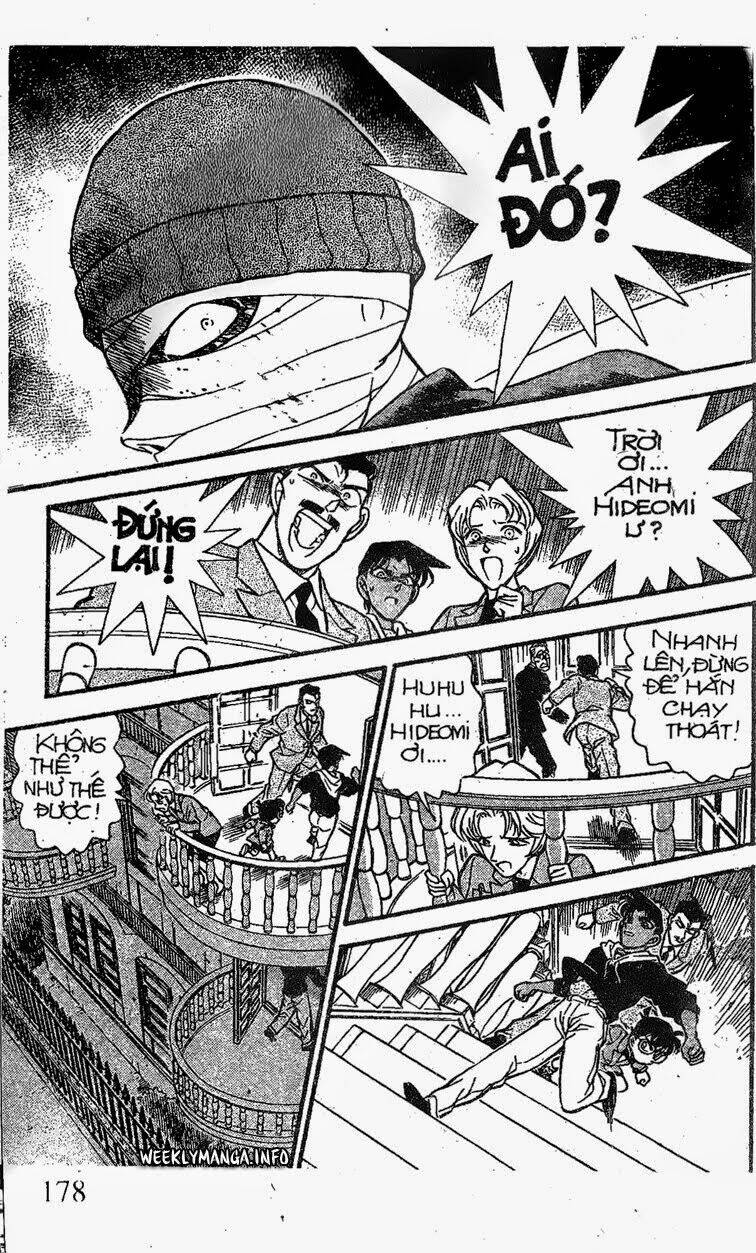 AI
ĐÓ?
TRỜI
ƠI...
ANH
HIDEOMI
Ư?
ĐỨNG
LẠI!
NHANH
LÊN, ĐỪNG
ĐỂ HẮN
CHẠY
THOÁT!
HUHU
HU...
HIDEOMI
ƠI....
KHÔNG
THỂ
NHƯ THẾ
ĐƯỢC!
WEEKLYMANGA.INFO
178